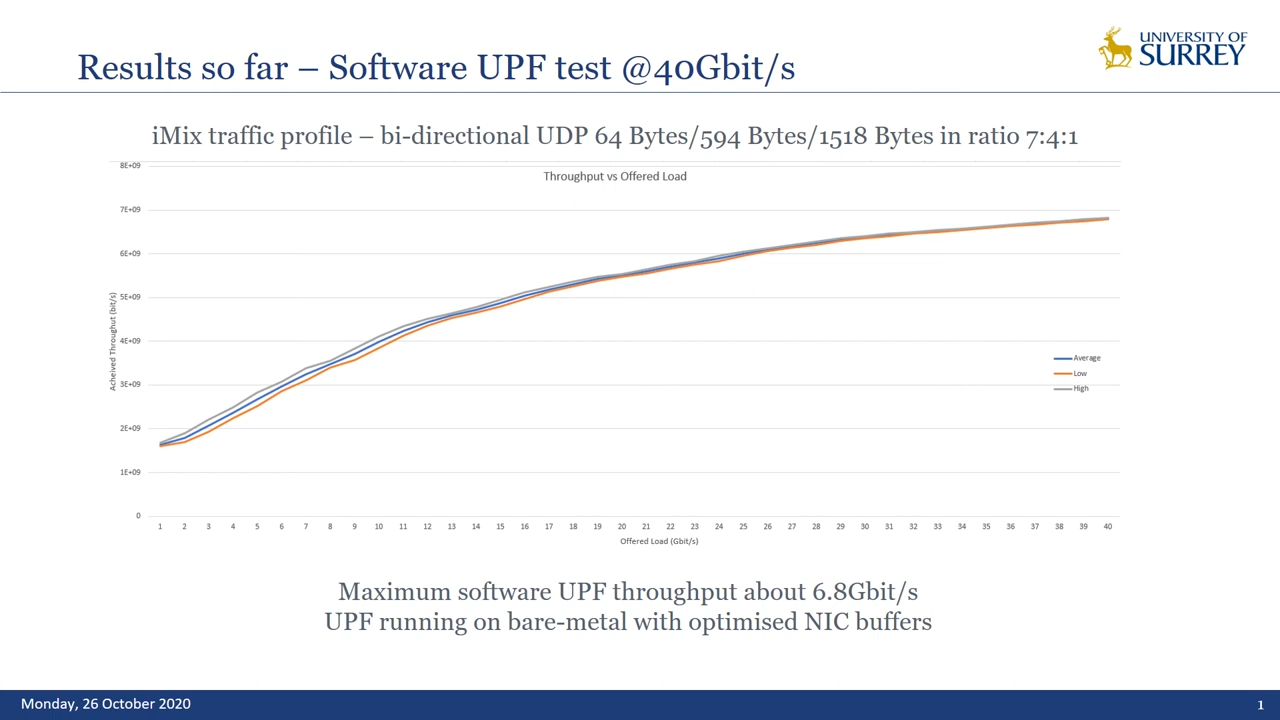 UNIVERSITY OF
SURREY
Results so far – Software UPF test @40Gbit/s
iMix traffic profile – bi-directional UDP 64 Bytes/594 Bytes/1518 Bytes in ratio 7:4:1
Throughput vs Offered Load
8E+09
7E+09
6E+09
5E+09
4E+09
3E+09
2E+09
1E+09
0
Acheived Throughut (bit/s)
Average
Low
High
1 2 3 4 5 6 7 8 9 10 11 12 13 14 15 16 17 18 19 20 21 22 23 24 25 26 27 28 29 30 31 32 33 34 35 36 37 38 39 40
Offered Load (Gbit/s)
Maximum software UPF throughput about 6.8Gbit/s
UPF running on bare-metal with optimised NIC buffers
Monday, 26 October 2020
1